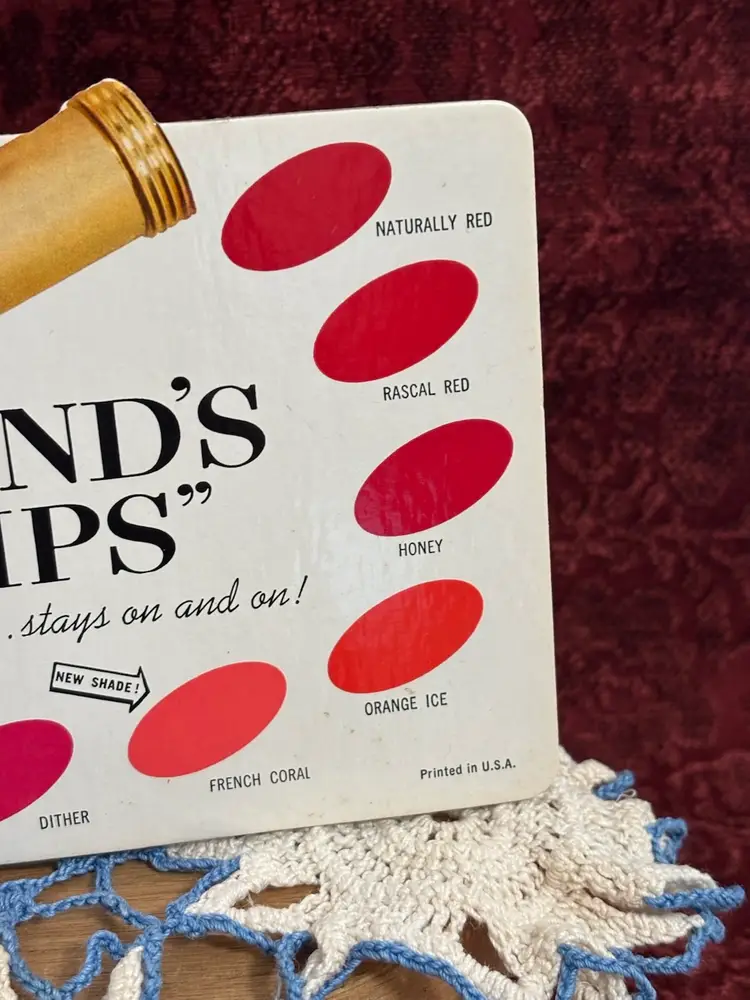 NATURALLY RED
RASCAL RED
ND'S
IPS”
HONEY
.stays on and on!
NEW SHADE!
ORANGE ICE
FRENCH CORAL
Printed in U.S.A.
DITHER